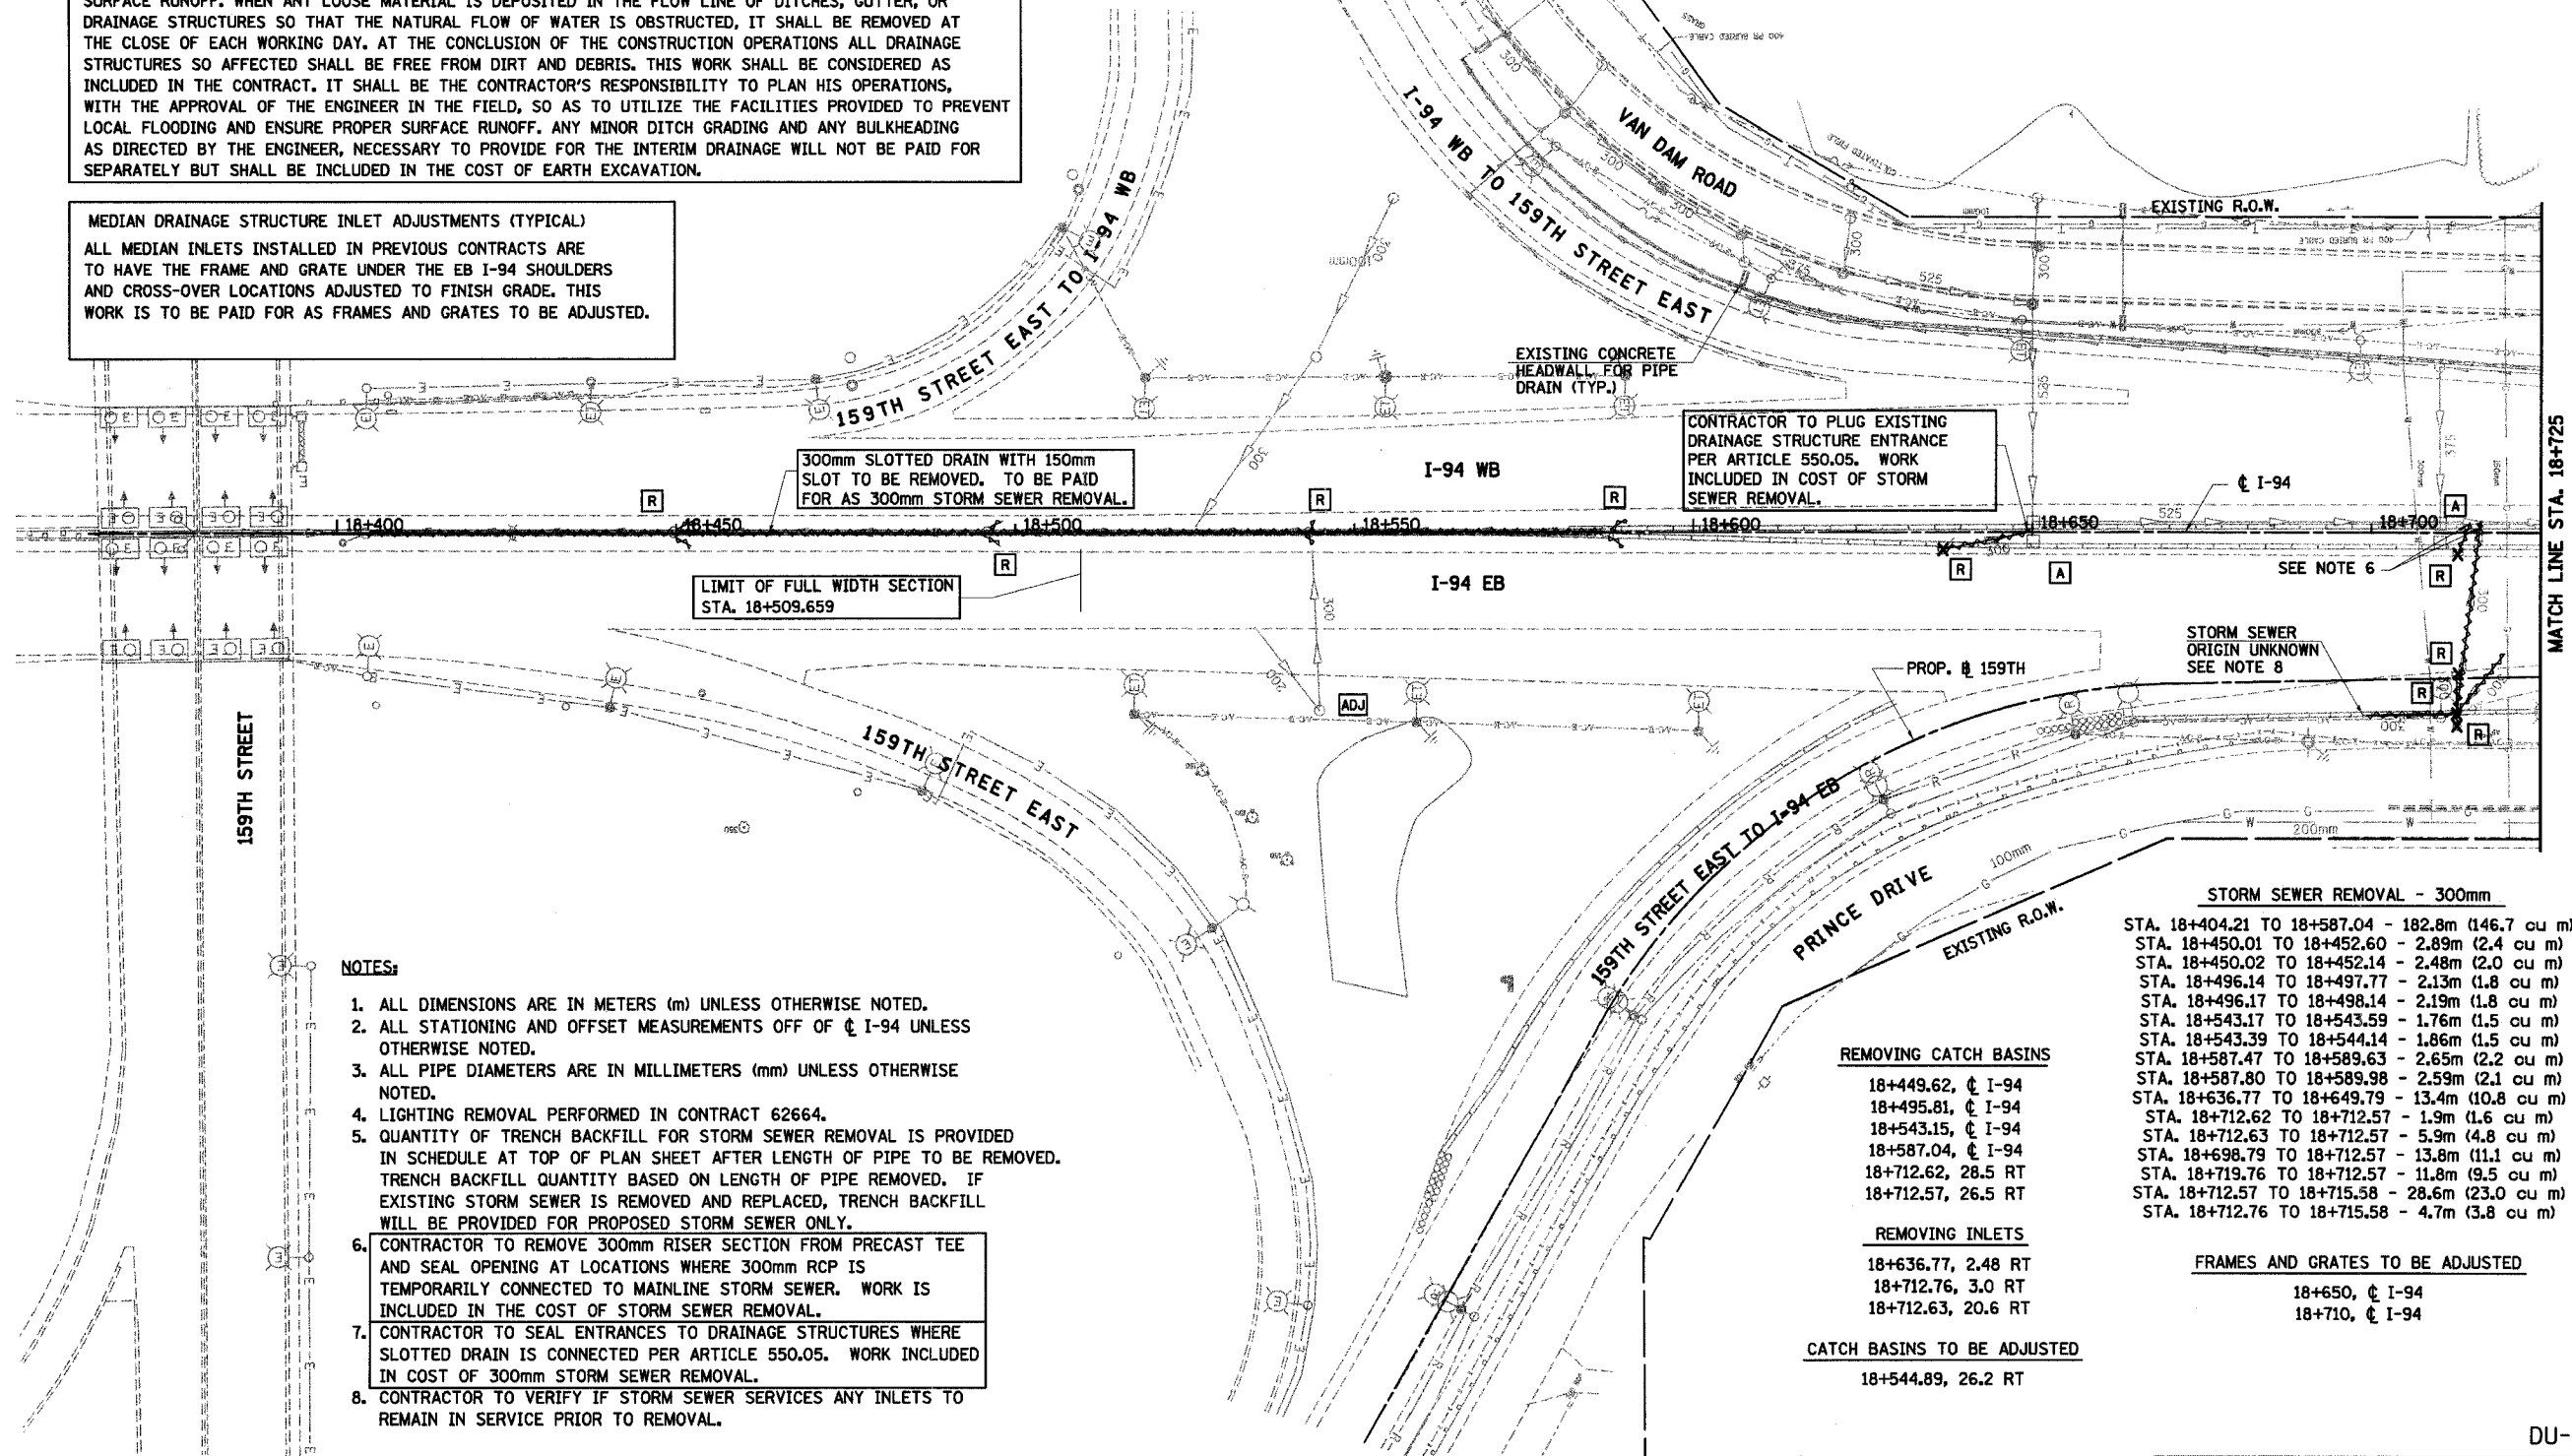 SURFACE RUNOFF. WHEN ANY LOOSE MATERIAL IS DEPOSITED IN THE FLOW LINE OF DITCHES, GUTTER, OR
DRAINAGE STRUCTURES SO THAT THE NATURAL FLOW OF WATER IS OBSTRUCTED, IT SHALL BE REMOVED AT
THE CLOSE OF EACH WORKING DAY. AT THE CONCLUSION OF THE CONSTRUCTION OPERATIONS ALL DRAINAGE
STRUCTURES SO AFFECTED SHALL BE FREE FROM DIRT AND DEBRIS. THIS WORK SHALL BE CONSIDERED AS
INCLUDED IN THE CONTRACT. IT SHALL BE THE CONTRACTOR'S RESPONSIBILITY TO PLAN HIS OPERATIONS,
WITH THE APPROVAL OF THE ENGINEER IN THE FIELD, SO AS TO UTILIZE THE FACILITIES PROVIDED TO PREVENT
LOCAL FLOODING AND ENSURE PROPER SURFACE RUNOFF. ANY MINOR DITCH GRADING AND ANY BULKHEADING
AS DIRECTED BY THE ENGINEER, NECESSARY TO PROVIDE FOR THE INTERIM DRAINAGE WILL NOT BE PAID FOR
SEPARATELY BUT SHALL BE INCLUDED IN THE COST OF EARTH EXCAVATION.
MEDIAN DRAINAGE STRUCTURE INLET ADJUSTMENTS (TYPICAL)
ALL MEDIAN INLETS INSTALLED IN PREVIOUS CONTRACTS ARE
TO HAVE THE FRAME AND GRATE UNDER THE EB I-94 SHOULDERS
AND CROSS-OVER LOCATIONS ADJUSTED TO FINISH GRADE. THIS
WORK IS TO BE PAID FOR AS FRAMES AND GRATES TO BE ADJUSTED.
159TH STREET EAST TO I-94 WB
I-94 WB TO 159TH STREET EAST
VAN DAM ROAD
GRASS
400 PR BURIED CABLE
CULTIVATED FIELD
EXISTING R.O.W.
400 PR BURIED CABLE
300
300
300
300
300
525
525
375
EXISTING CONCRETE
HEADWALL FOR PIPE
DRAIN (TYP.)
CONTRACTOR TO PLUG EXISTING
DRAINAGE STRUCTURE ENTRANCE
PER ARTICLE 550.05. WORK
INCLUDED IN COST OF STORM
SEWER REMOVAL.
300mm SLOTTED DRAIN WITH 150mm
SLOT TO BE REMOVED. TO BE PAID
FOR AS 300mm STORM SEWER REMOVAL.
I-94 WB
℄ I-94
R
R
R
A
18+400
18+450
18+500
18+550
18+600
18+650
18+700
MATCH LINE STA. 18+725
R
R
A
R
SEE NOTE 6
LIMIT OF FULL WIDTH SECTION
STA. 18+509.659
I-94 EB
300
300
200
ADJ
STORM SEWER
ORIGIN UNKNOWN
SEE NOTE 8
R
R
R
300
PROP. ℄ 159TH
159TH STREET
159TH STREET EAST
159TH STREET EAST TO I-94 EB
PRINCE DRIVE
EXISTING R.O.W.
100mm
200mm
NOTES:
1. ALL DIMENSIONS ARE IN METERS (m) UNLESS OTHERWISE NOTED.
2. ALL STATIONING AND OFFSET MEASUREMENTS OFF OF ℄ I-94 UNLESS
OTHERWISE NOTED.
3. ALL PIPE DIAMETERS ARE IN MILLIMETERS (mm) UNLESS OTHERWISE
NOTED.
4. LIGHTING REMOVAL PERFORMED IN CONTRACT 62664.
5. QUANTITY OF TRENCH BACKFILL FOR STORM SEWER REMOVAL IS PROVIDED
IN SCHEDULE AT TOP OF PLAN SHEET AFTER LENGTH OF PIPE TO BE REMOVED.
TRENCH BACKFILL QUANTITY BASED ON LENGTH OF PIPE REMOVED. IF
EXISTING STORM SEWER IS REMOVED AND REPLACED, TRENCH BACKFILL
WILL BE PROVIDED FOR PROPOSED STORM SEWER ONLY.
6. CONTRACTOR TO REMOVE 300mm RISER SECTION FROM PRECAST TEE
AND SEAL OPENING AT LOCATIONS WHERE 300mm RCP IS
TEMPORARILY CONNECTED TO MAINLINE STORM SEWER. WORK IS
INCLUDED IN THE COST OF STORM SEWER REMOVAL.
7. CONTRACTOR TO SEAL ENTRANCES TO DRAINAGE STRUCTURES WHERE
SLOTTED DRAIN IS CONNECTED PER ARTICLE 550.05. WORK INCLUDED
IN COST OF 300mm STORM SEWER REMOVAL.
8. CONTRACTOR TO VERIFY IF STORM SEWER SERVICES ANY INLETS TO
REMAIN IN SERVICE PRIOR TO REMOVAL.
REMOVING CATCH BASINS
18+449.62, ℄ I-94
18+495.81, ℄ I-94
18+543.15, ℄ I-94
18+587.04, ℄ I-94
18+712.62, 28.5 RT
18+712.57, 26.5 RT
REMOVING INLETS
18+636.77, 2.48 RT
18+712.76, 3.0 RT
18+712.63, 20.6 RT
CATCH BASINS TO BE ADJUSTED
18+544.89, 26.2 RT
STORM SEWER REMOVAL - 300mm
STA. 18+404.21 TO 18+587.04 - 182.8m (146.7 cu m)
STA. 18+450.01 TO 18+452.60 - 2.89m (2.4 cu m)
STA. 18+450.02 TO 18+452.14 - 2.48m (2.0 cu m)
STA. 18+496.14 TO 18+497.77 - 2.13m (1.8 cu m)
STA. 18+496.17 TO 18+498.14 - 2.19m (1.8 cu m)
STA. 18+543.17 TO 18+543.59 - 1.76m (1.5 cu m)
STA. 18+543.39 TO 18+544.14 - 1.86m (1.5 cu m)
STA. 18+587.47 TO 18+589.63 - 2.65m (2.2 cu m)
STA. 18+587.80 TO 18+589.98 - 2.59m (2.1 cu m)
STA. 18+636.77 TO 18+649.79 - 13.4m (10.8 cu m)
STA. 18+712.62 TO 18+712.57 - 1.9m (1.6 cu m)
STA. 18+712.63 TO 18+712.57 - 5.9m (4.8 cu m)
STA. 18+698.79 TO 18+712.57 - 13.8m (11.1 cu m)
STA. 18+719.76 TO 18+712.57 - 11.8m (9.5 cu m)
STA. 18+712.57 TO 18+715.58 - 28.6m (23.0 cu m)
STA. 18+712.76 TO 18+715.58 - 4.7m (3.8 cu m)
FRAMES AND GRATES TO BE ADJUSTED
18+650, ℄ I-94
18+710, ℄ I-94
DU-